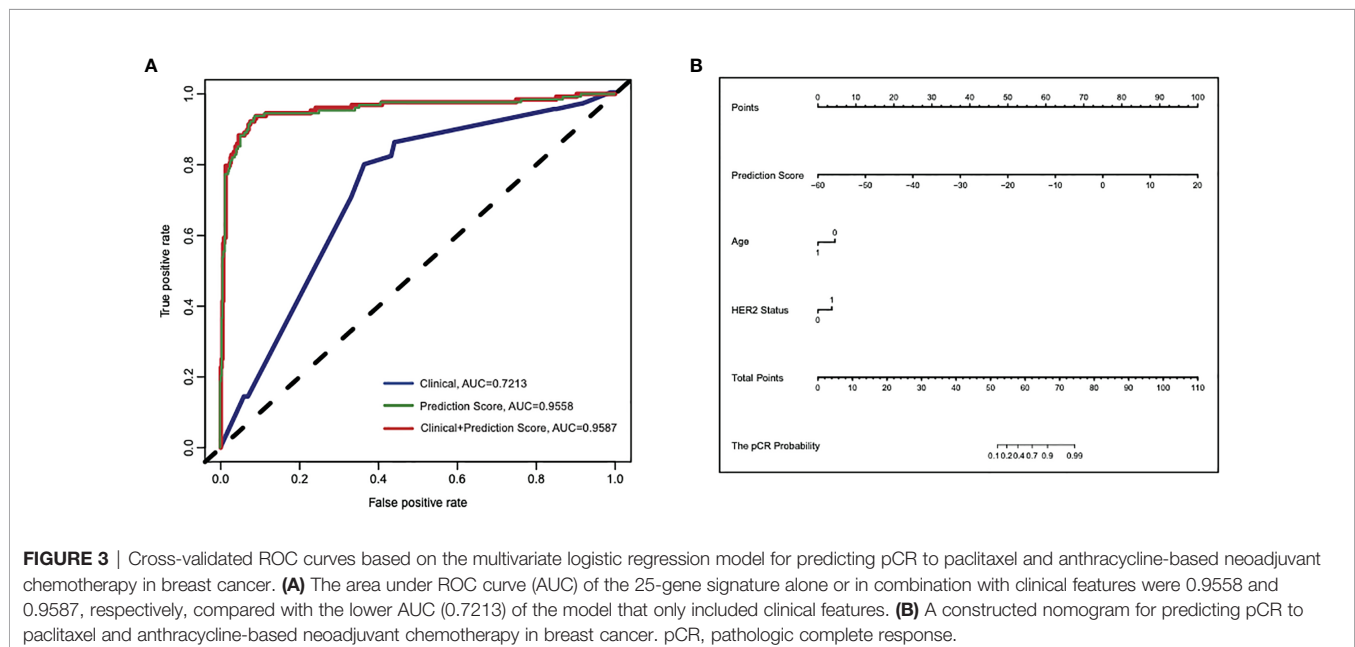 A
B
1.0
0.8
0.6
0.4
0.2
0.0
True positive rate
0.0 0.2 0.4 0.6 0.8 1.0
False positive rate
Clinical, AUC=0.7213
Prediction Score, AUC=0.9558
Clinical+Prediction Score, AUC=0.9587
Points
0 10 20 30 40 50 60 70 80 90 100
Prediction Score
−60 −50 −40 −30 −20 −10 0 10 20
Age
0
1
HER2 Status
1
0
Total Points
0 10 20 30 40 50 60 70 80 90 100 110
The pCR Probability
0.1 0.2 0.4 0.7 0.9 0.99
FIGURE 3 | Cross-validated ROC curves based on the multivariate logistic regression model for predicting pCR to paclitaxel and anthracycline-based neoadjuvant
chemotherapy in breast cancer. (A) The area under ROC curve (AUC) of the 25-gene signature alone or in combination with clinical features were 0.9558 and
0.9587, respectively, compared with the lower AUC (0.7213) of the model that only included clinical features. (B) A constructed nomogram for predicting pCR to
paclitaxel and anthracycline-based neoadjuvant chemotherapy in breast cancer. pCR, pathologic complete response.